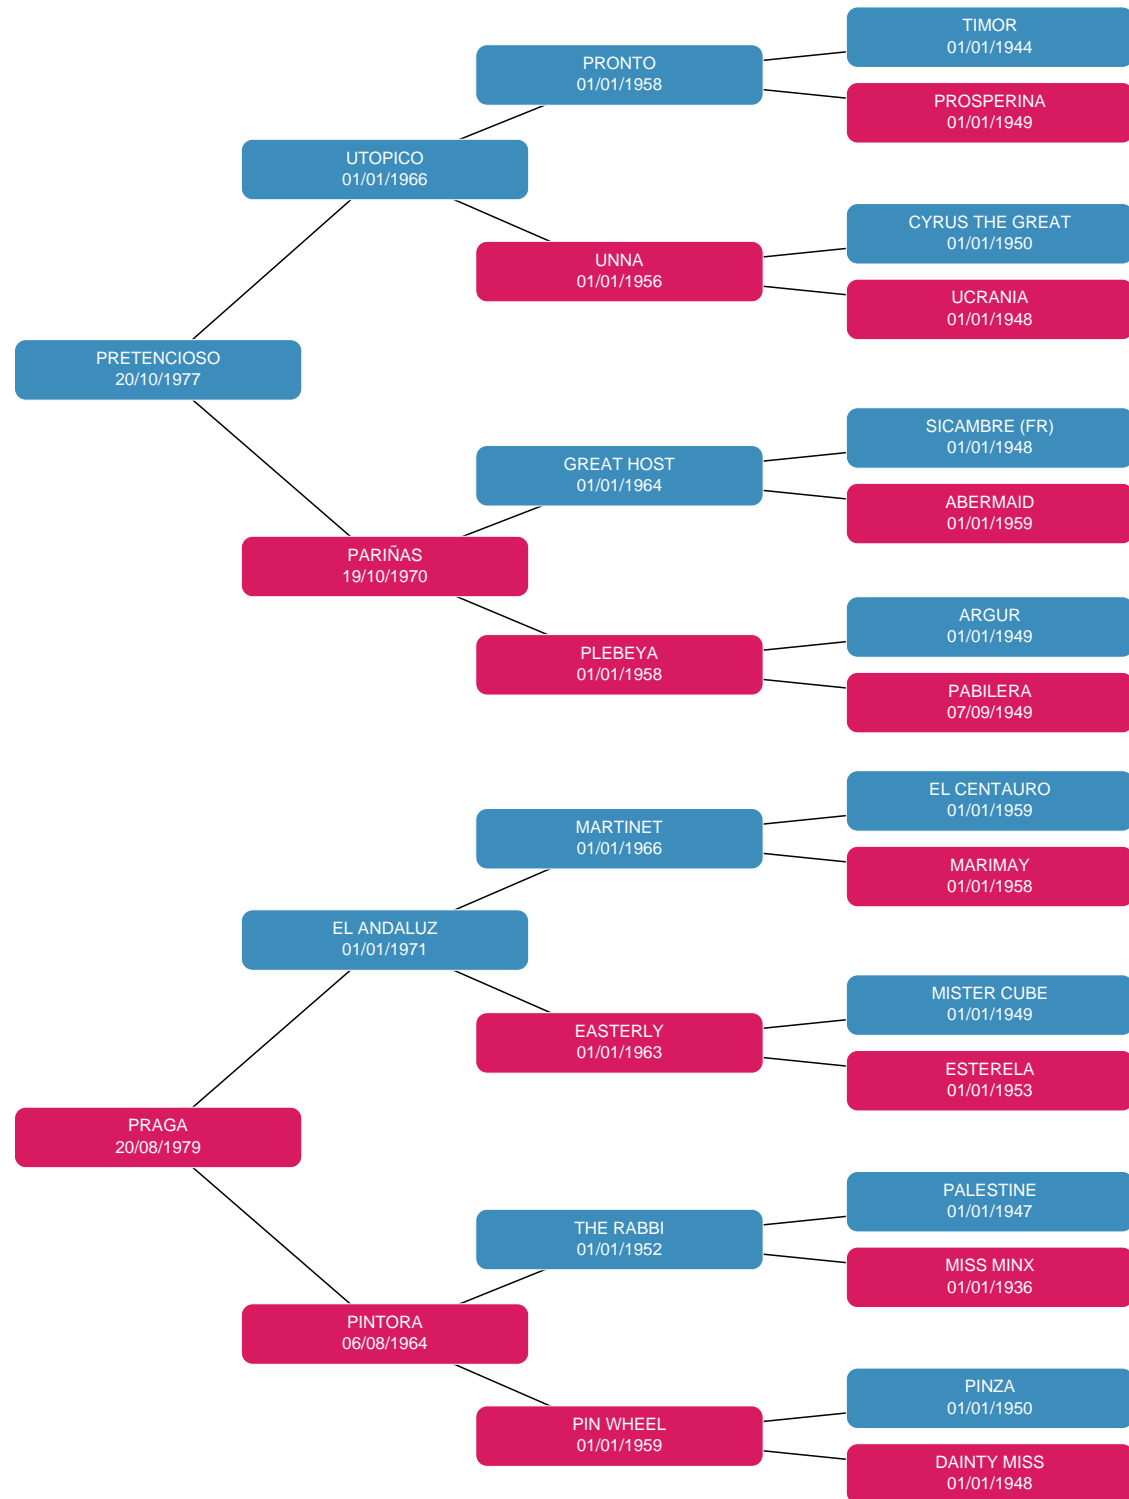 TIMOR
01/01/1944
PRONTO
01/01/1958
PROSPERINA
01/01/1949
UTOPICO
01/01/1966
CYRUS THE GREAT
01/01/1950
UNNA
01/01/1956
UCRANIA
01/01/1948
PRETENCIOSO
20/10/1977
SICAMBRE (FR)
01/01/1948
GREAT HOST
01/01/1964
ABERMAID
01/01/1959
PARIÑAS
19/10/1970
ARGUR
01/01/1949
PLEBEYA
01/01/1958
PABILERA
07/09/1949
EL CENTAURO
01/01/1959
MARTINET
01/01/1966
MARIMAY
01/01/1958
EL ANDALUZ
01/01/1971
MISTER CUBE
01/01/1949
EASTERLY
01/01/1963
ESTERELA
01/01/1953
PRAGA
20/08/1979
PALESTINE
01/01/1947
THE RABBI
01/01/1952
MISS MINX
01/01/1936
PINTORA
06/08/1964
PINZA
01/01/1950
PIN WHEEL
01/01/1959
DAINTY MISS
01/01/1948